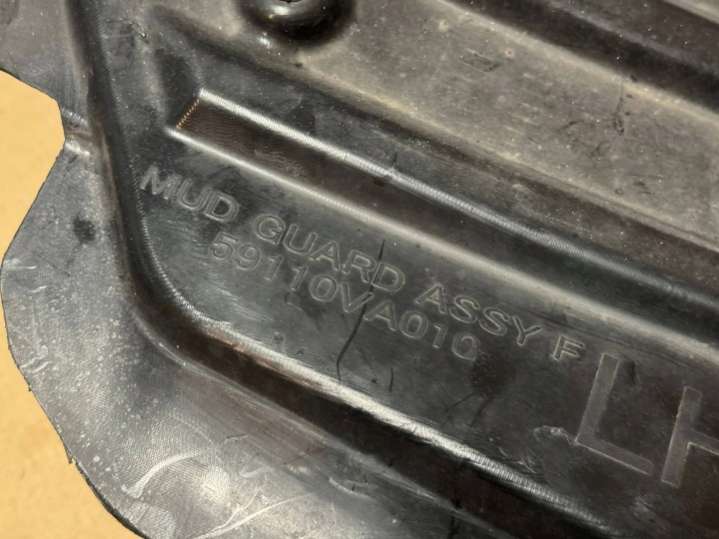 MUD GUARD ASSY F
59110VA010
LH